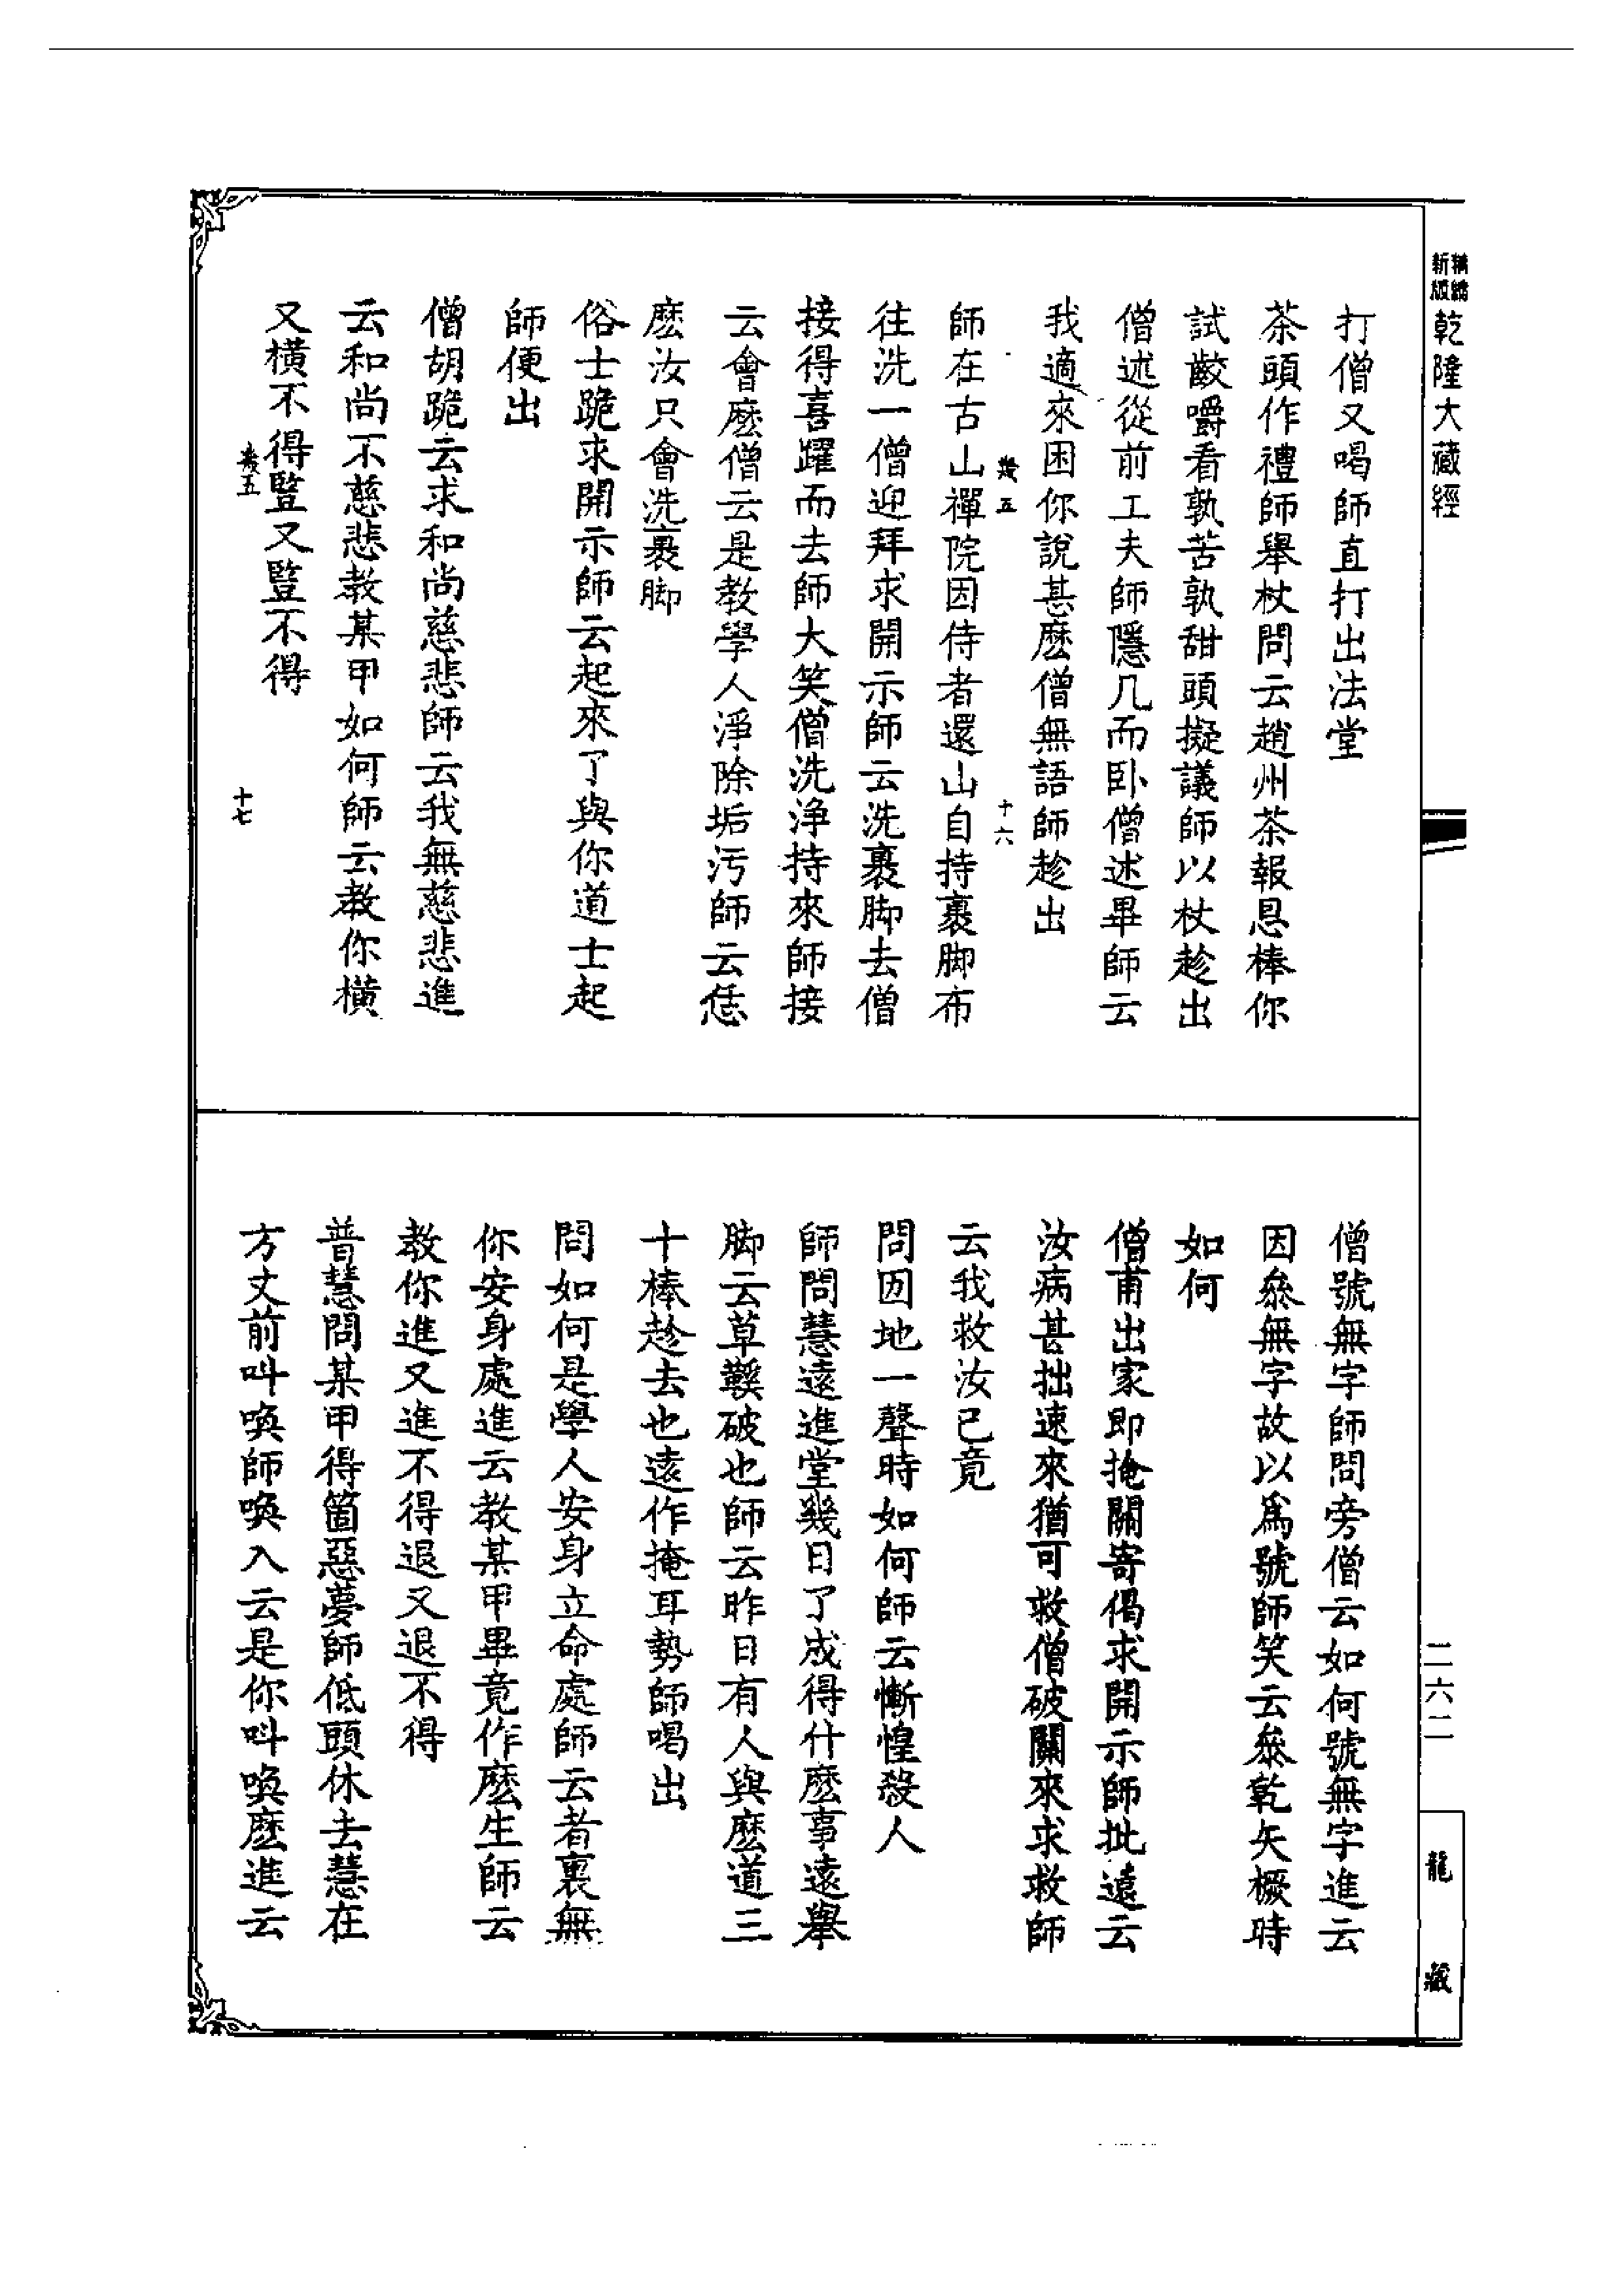 精繕新版乾隆大藏經
打僧又喝師直打出法堂
茶頭作禮師舉杖問云趙州茶報恩棒你
試齩嚼看孰苦孰甜頭擬議師以杖趁出
僧述從前工夫師隱几而卧僧述畢師云
我適來困你說甚麽僧無語師趁出
幾五 十六
師在古山禪院因侍者還山自持裹脚布
往洗一僧迎拜求開示師云洗裹脚去僧
接得喜躍而去師大笑僧洗浄持來師接
云會麽僧云是教學人淨除垢汚師云恁
麽汝只會洗裹脚
俗士跪求開示師云起來了與你道士起
師便出
僧胡跪云求和尚慈悲師云我無慈悲進
云和尚不慈悲教某甲如何師云教你橫
又橫不得豎又豎不得
幾五 十七
僧號無字師問旁僧云如何號無字進云
因叅無字故以爲號師笑云叅乾矢橛時
如何
僧甫出家即掩關寄偈求開示師批遠云
汝病甚拙速來猶可救僧破關來求救師
云我救汝已竟
問囡地一聲時如何師云慚惶殺人
師問慧遠進堂幾日了成得什麽事遠舉
脚云草鞵破也師云昨日有人與麽道三
十棒趁去也遠作掩耳勢師喝出
問如何是學人安身立命處師云者裏無
你安身處進云教某甲畢竟作麽生師云
教你進又進不得退又退不得
普慧問某甲得箇惡夢師低頭休去慧在
方丈前叫喚師喚入云是你叫喚麽進云
二六二
龍藏